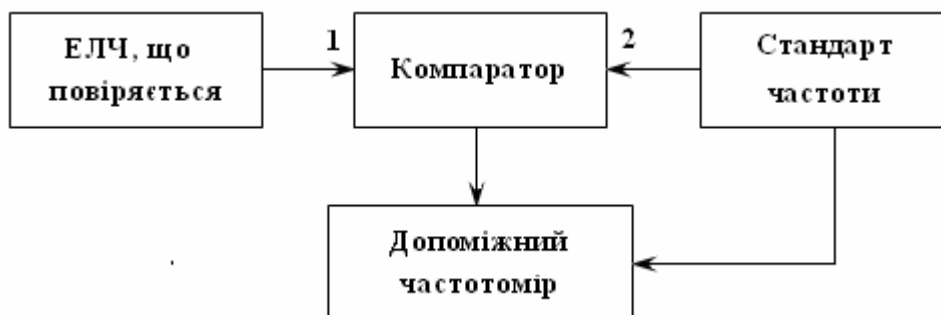 ЕЛЧ, що
повіряється
1
Компаратор
2
Стандарт
частоти
Допоміжний
частотомір